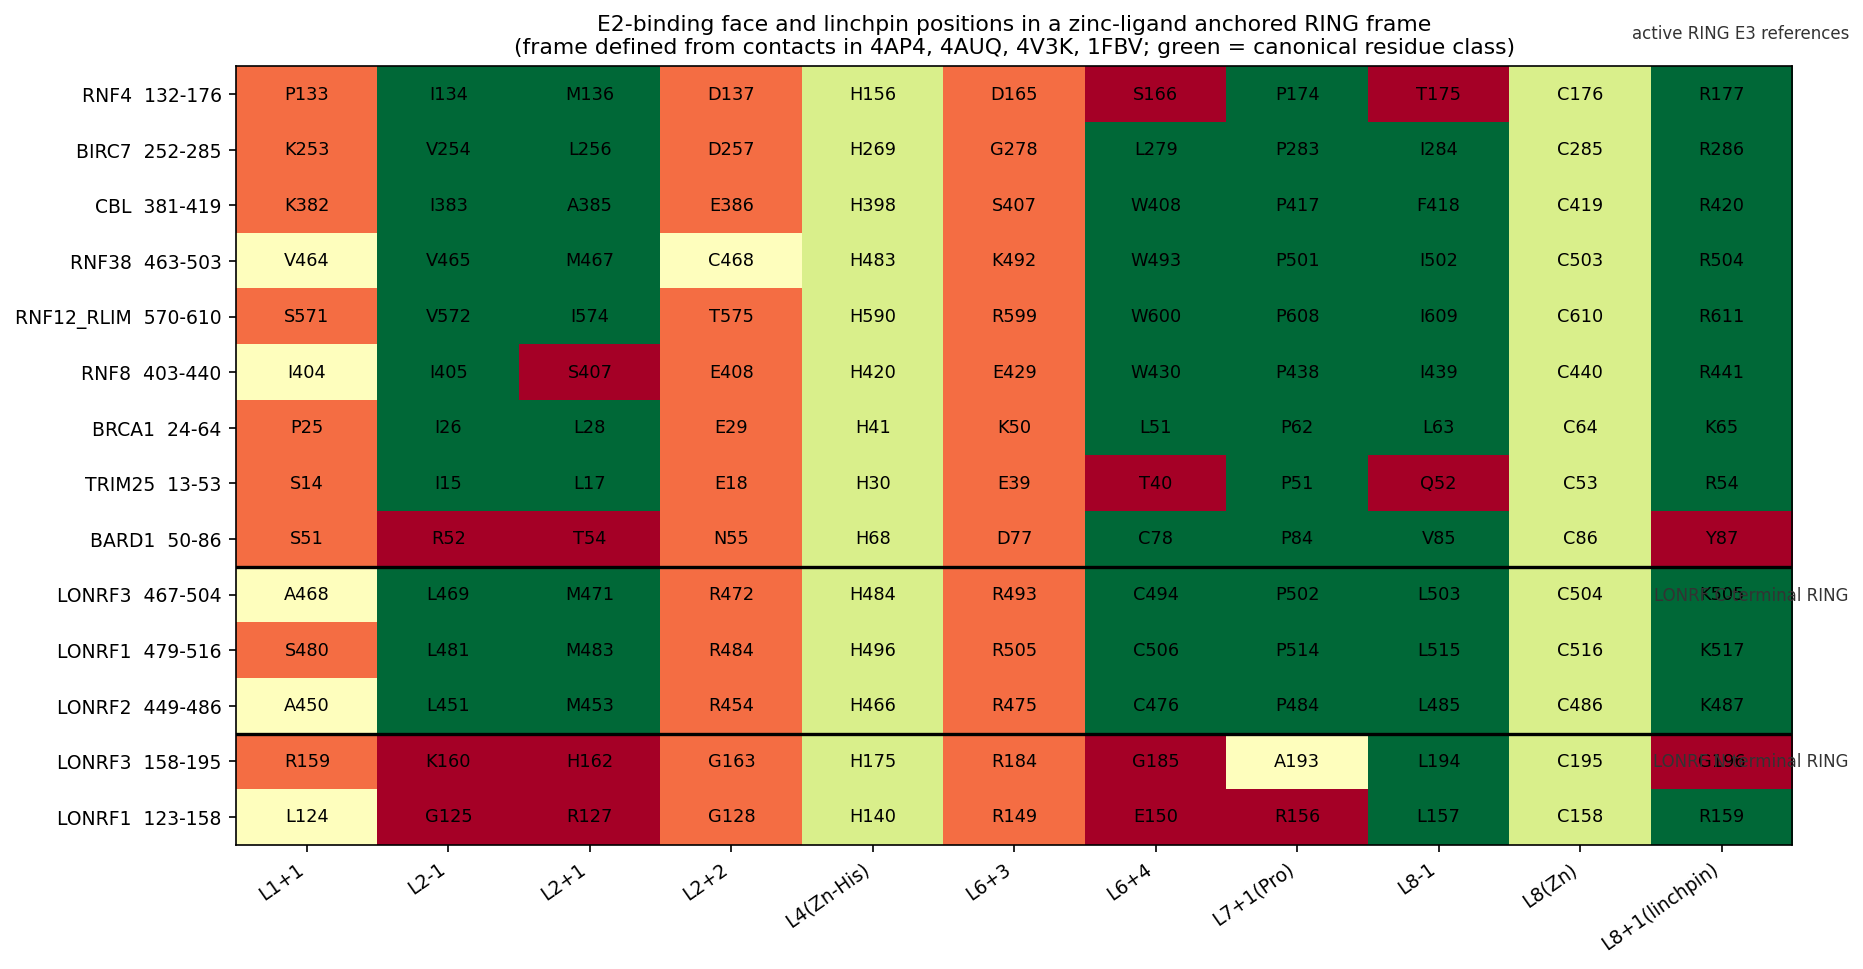 E2-binding face and linchpin positions in a zinc-ligand anchored RING frame
(frame defined from contacts in 4AP4, 4AUQ, 4V3K, 1FBV; green = canonical residue class)
active RING E3 references
RNF4 132-176 P133 I134 M136 D137 H156 D165 S166 P174 T175 C176 R177
BIRC7 252-285 K253 V254 L256 D257 H269 G278 L279 P283 I284 C285 R286
CBL 381-419 K382 I383 A385 E386 H398 S407 W408 P417 F418 C419 R420
RNF38 463-503 V464 V465 M467 C468 H483 K492 W493 P501 I502 C503 R504
RNF12_RLIM 570-610 S571 V572 I574 T575 H590 R599 W600 P608 I609 C610 R611
RNF8 403-440 I404 I405 S407 E408 H420 E429 W430 P438 I439 C440 R441
BRCA1 24-64 P25 I26 L28 E29 H41 K50 L51 P62 L63 C64 K65
TRIM25 13-53 S14 I15 L17 E18 H30 E39 T40 P51 Q52 C53 R54
BARD1 50-86 S51 R52 T54 N55 H68 D77 C78 P84 V85 C86 Y87
LONRF3 467-504 A468 L469 M471 R472 H484 R493 C494 P502 L503 C504 K505
terminal RING
LONRF1 479-516 S480 L481 M483 R484 H496 R505 C506 P514 L515 C516 K517
LONRF2 449-486 A450 L451 M453 R454 H466 R475 C476 P484 L485 C486 K487
LONRF3 158-195 R159 K160 H162 G163 H175 R184 G185 A193 L194 C195 G196
terminal RING
LONRF1 123-158 L124 G125 R127 G128 H140 R149 E150 R156 L157 C158 R159
L1+1 L2-1 L2+1 L2+2 L4(Zn-His) L6+3 L6+4 L7+1(Pro) L8-1 L8(Zn) L8+1(linchpin)